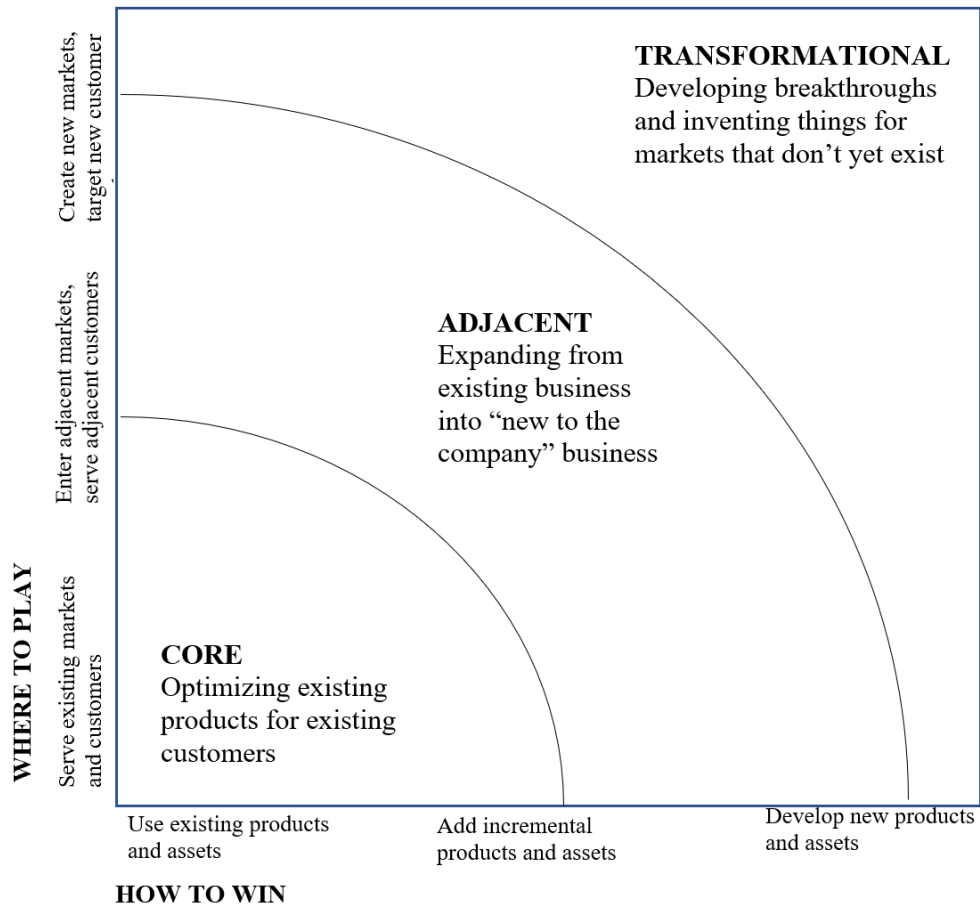 TRANSFORMATIONAL
Developing breakthroughs
and inventing things for
markets that don’t yet exist
ADJACENT
Expanding from
existing business
into “new to the
company” business
CORE
Optimizing existing
products for existing
customers
WHERE TO PLAY
Create new markets,
target new customer
Enter adjacent markets,
serve adjacent customers
Serve existing markets
and customers
Use existing products
and assets
Add incremental
products and assets
Develop new products
and assets
HOW TO WIN